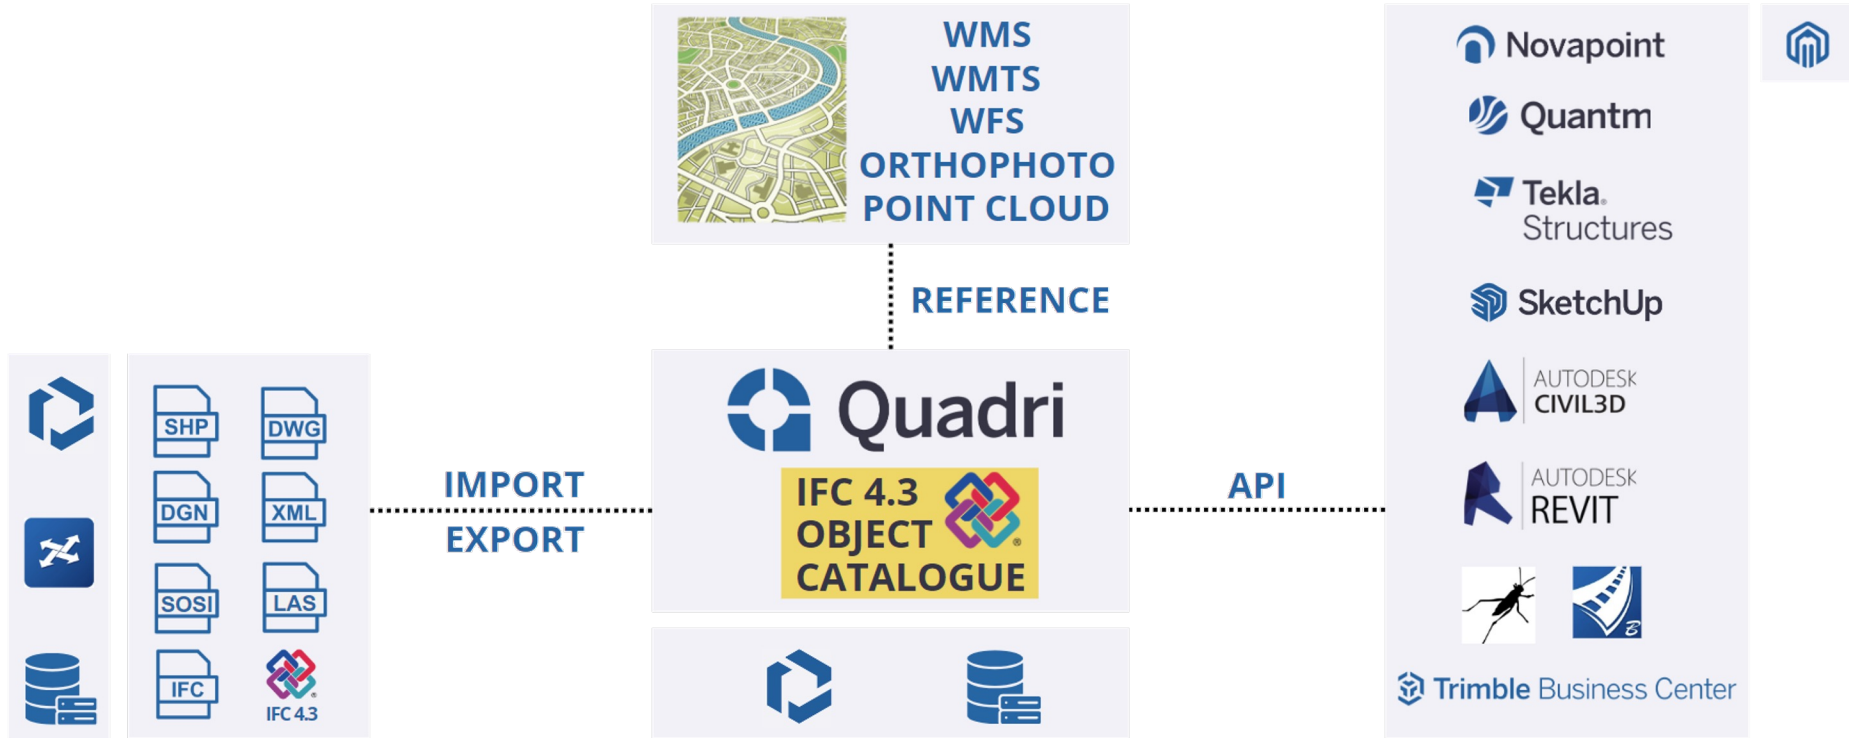 WMS
WMTS
WFS
ORTHOPHOTO
POINT CLOUD
REFERENCE
SHP
DWG
DGN
XML
SOSI
LAS
IFC
IFC 4.3
IMPORT
EXPORT
Quadri
IFC 4.3
OBJECT
CATALOGUE
API
Novapoint
Quantm
Tekla®
Structures
SketchUp
AUTODESK
CIVIL3D
AUTODESK
REVIT
B
Trimble Business Center